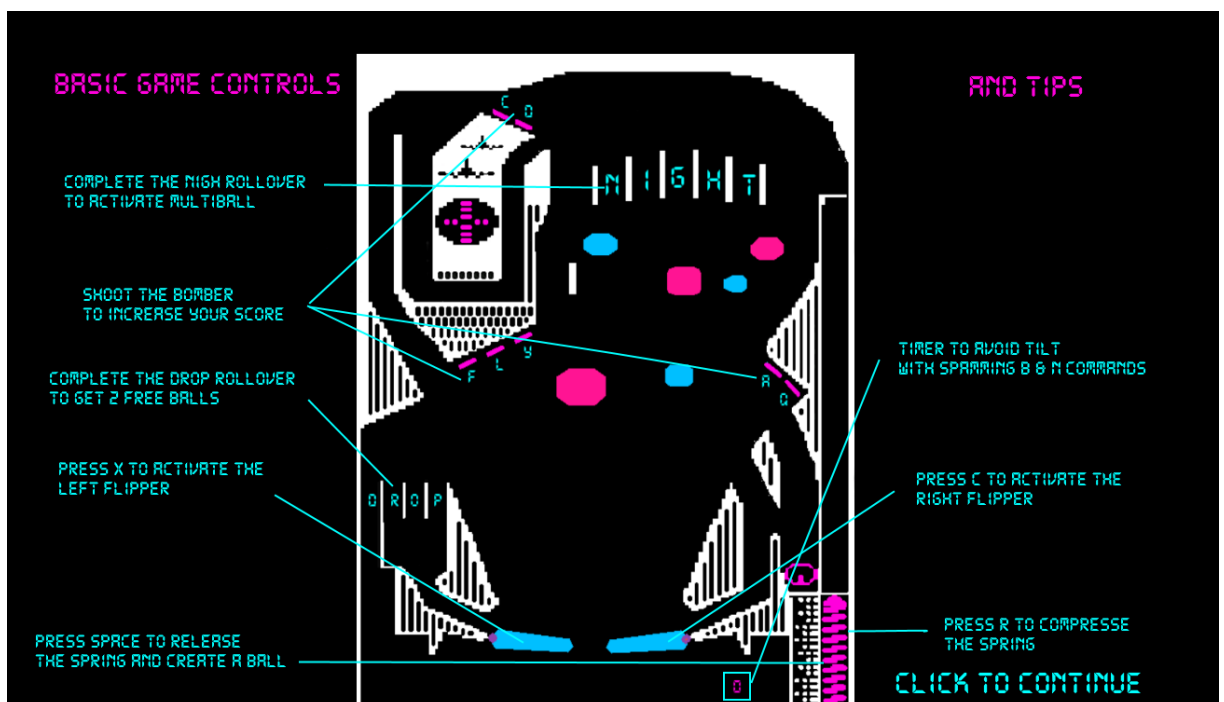 BASIC GAME CONTROLS
AND TIPS
C
D
N I G H T
COMPLETE THE NIGH ROLLOVER
TO ACTIVATE MULTIBALL
SHOOT THE BOMBER
TO INCREASE YOUR SCORE
F L Y
TIMER TO AVOID TILT
WITH SPAMMING B & N COMMANDS
COMPLETE THE DROP ROLLOVER
TO GET 2 FREE BALLS
A
G
PRESS X TO ACTIVATE THE
LEFT FLIPPER
PRESS C TO ACTIVATE THE
RIGHT FLIPPER
D R O P
PRESS SPACE TO RELEASE
THE SPRING AND CREATE A BALL
PRESS R TO COMPRESSE
THE SPRING
0
CLICK TO CONTINUE